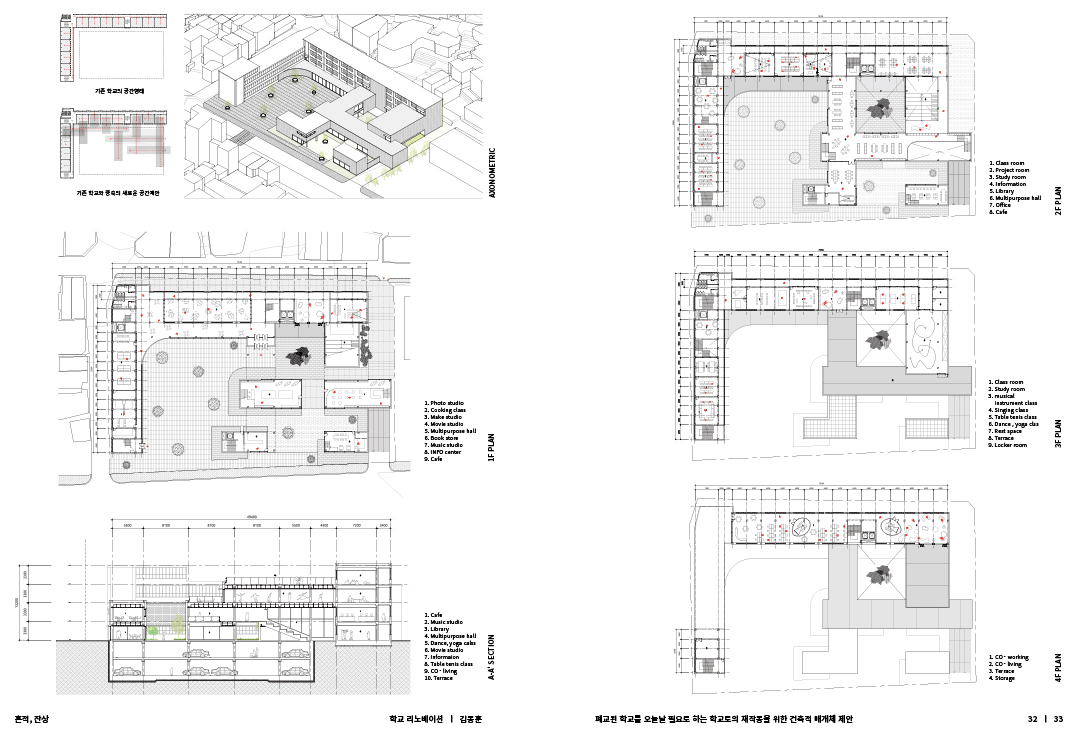 기존 학교의 공간형태
기존 학교와 증축의 새로운 공간제안
AXONOMETRIC
1. Photo studio
2. Cooking class
3. Make studio
4. Movie studio
5. Multipurpose hall
6. Book store
7. Music studio
8. INFO center
9. Cafe
1F PLAN
1. Cafe
2. Music studio
3. Library
4. Multipurpose hall
5. Dance, yoga calss
6. Movie studio
7. Informaion
8. Table tenis class
9. CO - living
10. Terrace
A-A' SECTION
1. Class room
2. Project room
3. Study room
4. Information
5. Library
6. Multipurpose hall
7. Office
8. Cafe
2F PLAN
1. Class room
2. Study room
3. musical
instrument class
4. Singing class
5. Table tenis class
6. Dance , yoga clas
7. Rest space
8. Terrace
9. Locker room
3F PLAN
1. CO - working
2. CO - living
3. Terrace
4. Storage
4F PLAN
흔적, 잔상
학교 리노베이션 | 김동훈
폐교된 학교를 오늘날 필요로 하는 학교로의 재작동을 위한 건축적 매개체 제안
32 | 33